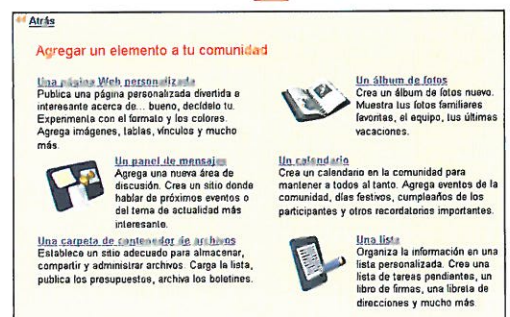 Atrás
Agregar un elemento a tu comunidad
Una página Web personalizada
Publica una página personalizada divertida e
interesante acerca de... bueno, decídelo tu.
Experimenta con el formato y los colores.
Agrega imágenes, tablas, vínculos y mucho
más.
Un álbum de fotos
Crea un álbum de fotos nuevo.
Muestra tus fotos familiares
favoritas, el equipo, tus últimas
vacaciones.
Un panel de mensajes
Agrega una nueva área de
discusión. Crea un sitio donde
hablar de próximos eventos o
del tema de actualidad más
interesante.
Un calendario
Crea un calendario en la comunidad para
mantener a todos al tanto. Agrega eventos de la
comunidad, días festivos, cumpleaños de los
participantes y otros recordatorios importantes.
Una carpeta de contenedor de archivos
Establece un sitio adecuado para almacenar,
compartir y administrar archivos. Carga la lista,
publica los presupuestos, archiva los boletines.
Una lista
Organiza la información en una
lista personalizada. Crea una
lista de tareas pendientes, un
libro de firmas, una libreta de
direcciones y mucho más